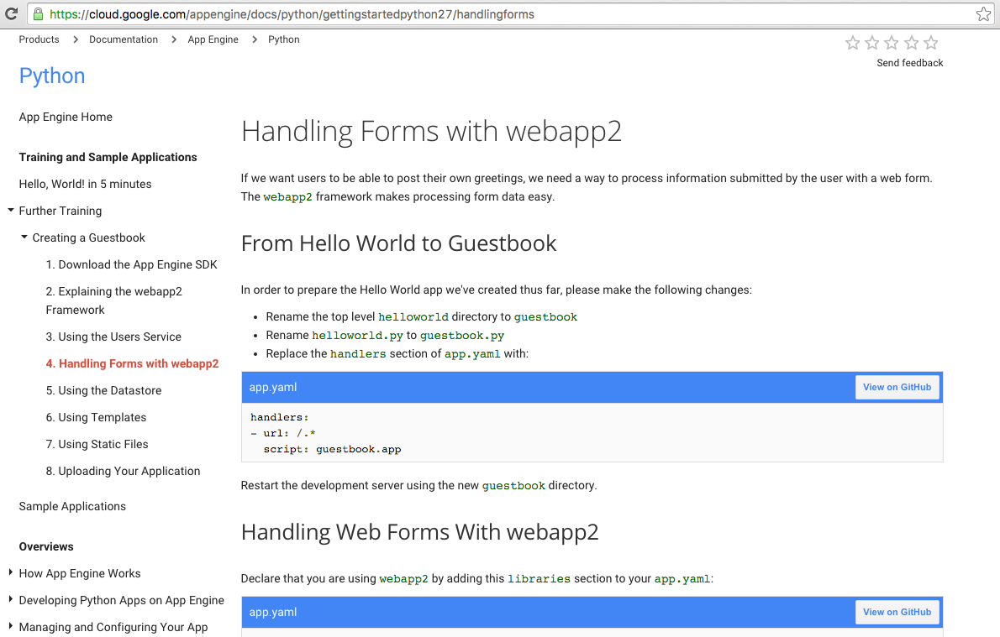 https://cloud.google.com/appengine/docs/python/gettingstartedpython27/handlingforms
Products > Documentation > App Engine > Python
Send feedback
Python
App Engine Home
Training and Sample Applications
Hello, World! in 5 minutes
Further Training
Creating a Guestbook
1. Download the App Engine SDK
2. Explaining the webapp2
Framework
3. Using the Users Service
4. Handling Forms with webapp2
5. Using the Datastore
6. Using Templates
7. Using Static Files
8. Uploading Your Application
Sample Applications
Overviews
How App Engine Works
Developing Python Apps on App Engine
Managing and Configuring Your App
Handling Forms with webapp2
If we want users to be able to post their own greetings, we need a way to process information submitted by the user with a web form.
The webapp2 framework makes processing form data easy.
From Hello World to Guestbook
In order to prepare the Hello World app we've created thus far, please make the following changes:
• Rename the top level helloworld directory to guestbook
• Rename helloworld.py to guestbook.py
• Replace the handlers section of app.yaml with:
app.yaml
View on GitHub
handlers:
- url: /.*
script: guestbook.app
Restart the development server using the new guestbook directory.
Handling Web Forms With webapp2
Declare that you are using webapp2 by adding this libraries section to your app.yaml:
app.yaml
View on GitHub